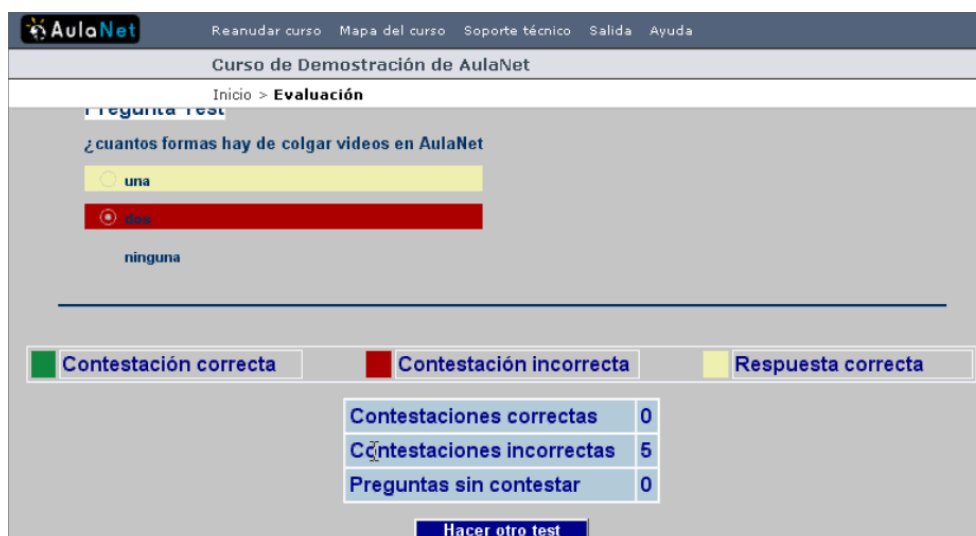 AulaNet
Reanudar curso Mapa del curso Soporte técnico Salida Ayuda
Curso de Demostración de AulaNet
Inicio > Evaluación
Pregunta Test
¿cuantos formas hay de colgar videos en AulaNet
una
dos
ninguna
Contestación correcta Contestación incorrecta Respuesta correcta
Contestaciones correctas 0
Contestaciones incorrectas 5
Preguntas sin contestar 0
Hacer otro test